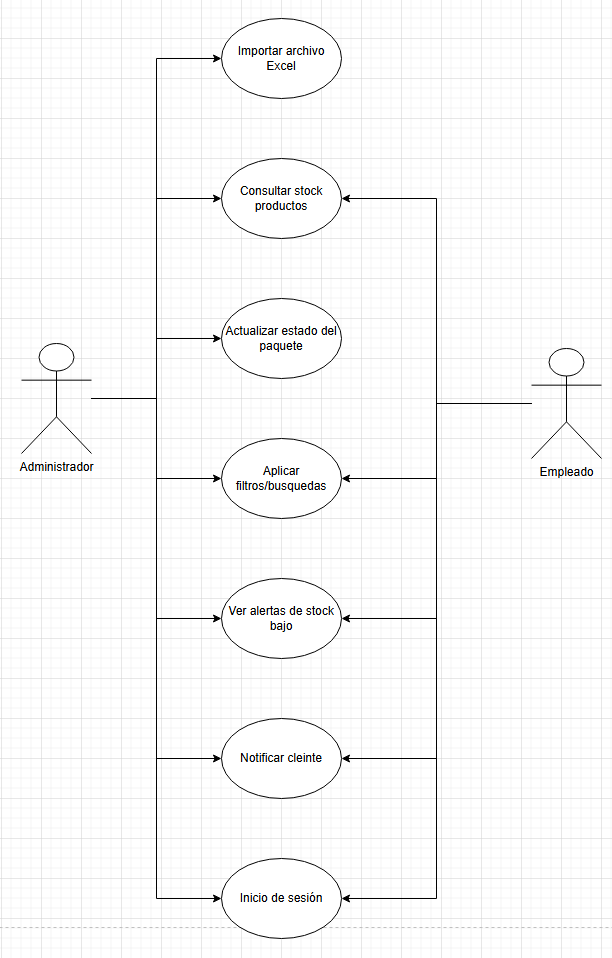 Importar archivo
Excel
Consultar stock
productos
Actualizar estado del
paquete
Administrador
Empleado
Aplicar
filtros/busquedas
Ver alertas de stock
bajo
Notificar cleinte
Inicio de sesión